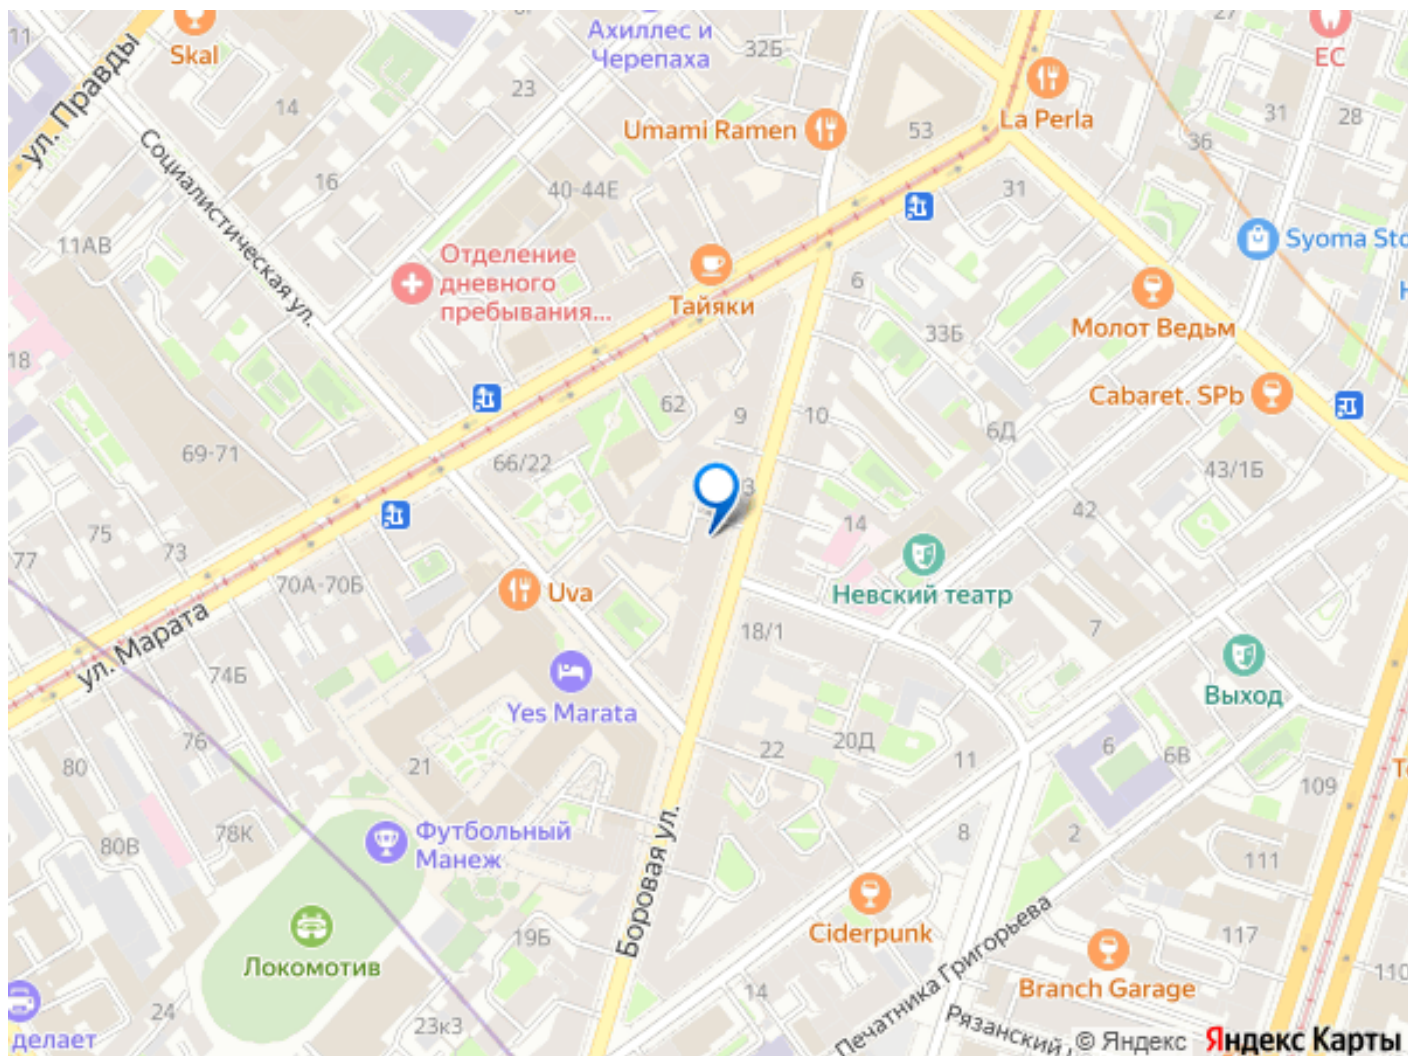 11
Skal
ул. Правды
14
23
6Г
Ахиллес и
Черепаха
32Б
27
ЕС
La Perla
31
28
36
Umami Ramen
53
Социалистическая ул.
16
40-44Е
31
11АВ
Отделение
дневного
пребывания...
Тайяки
6
Syoma Sto
Молот Ведьм
33Б
18
Cabaret. SPb
62
9
10
6Д
69-71
66/22
3
43/1Б
75
73
77
14
42
70А-70Б
Uva
Невский театр
ул. Марата
18/1
7
Выход
74Б
Yes Marata
76
22
20Д
11
6
6В
80
21
109
Футбольный
Манеж
78К
80В
8
2
111
Боровая ул.
Ciderpunk
Печатника Григорьева
117
19Б
Локомотив
Branch Garage
110
24
14
23к3
делает
Рязанский
© Яндекс Яндекс Карты